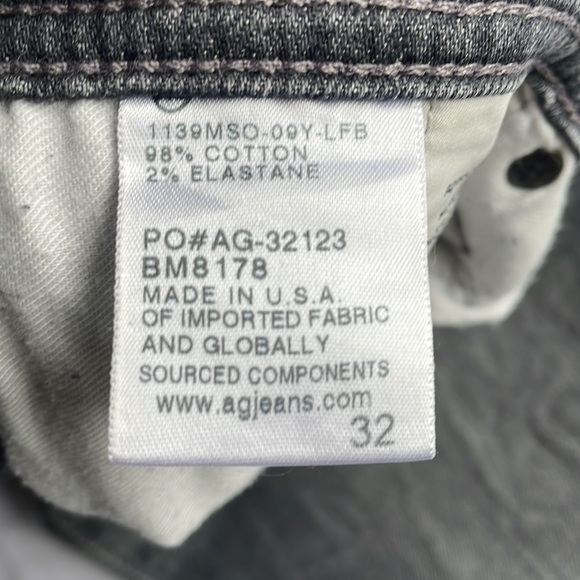 1139MSO-09Y-LFB
98% COTTON
2% ELASTANE
PO#AG-32123
BM8178
MADE IN U.S.A.
OF IMPORTED FABRIC
AND GLOBALLY
SOURCED COMPONENTS
www.agjeans.com
32